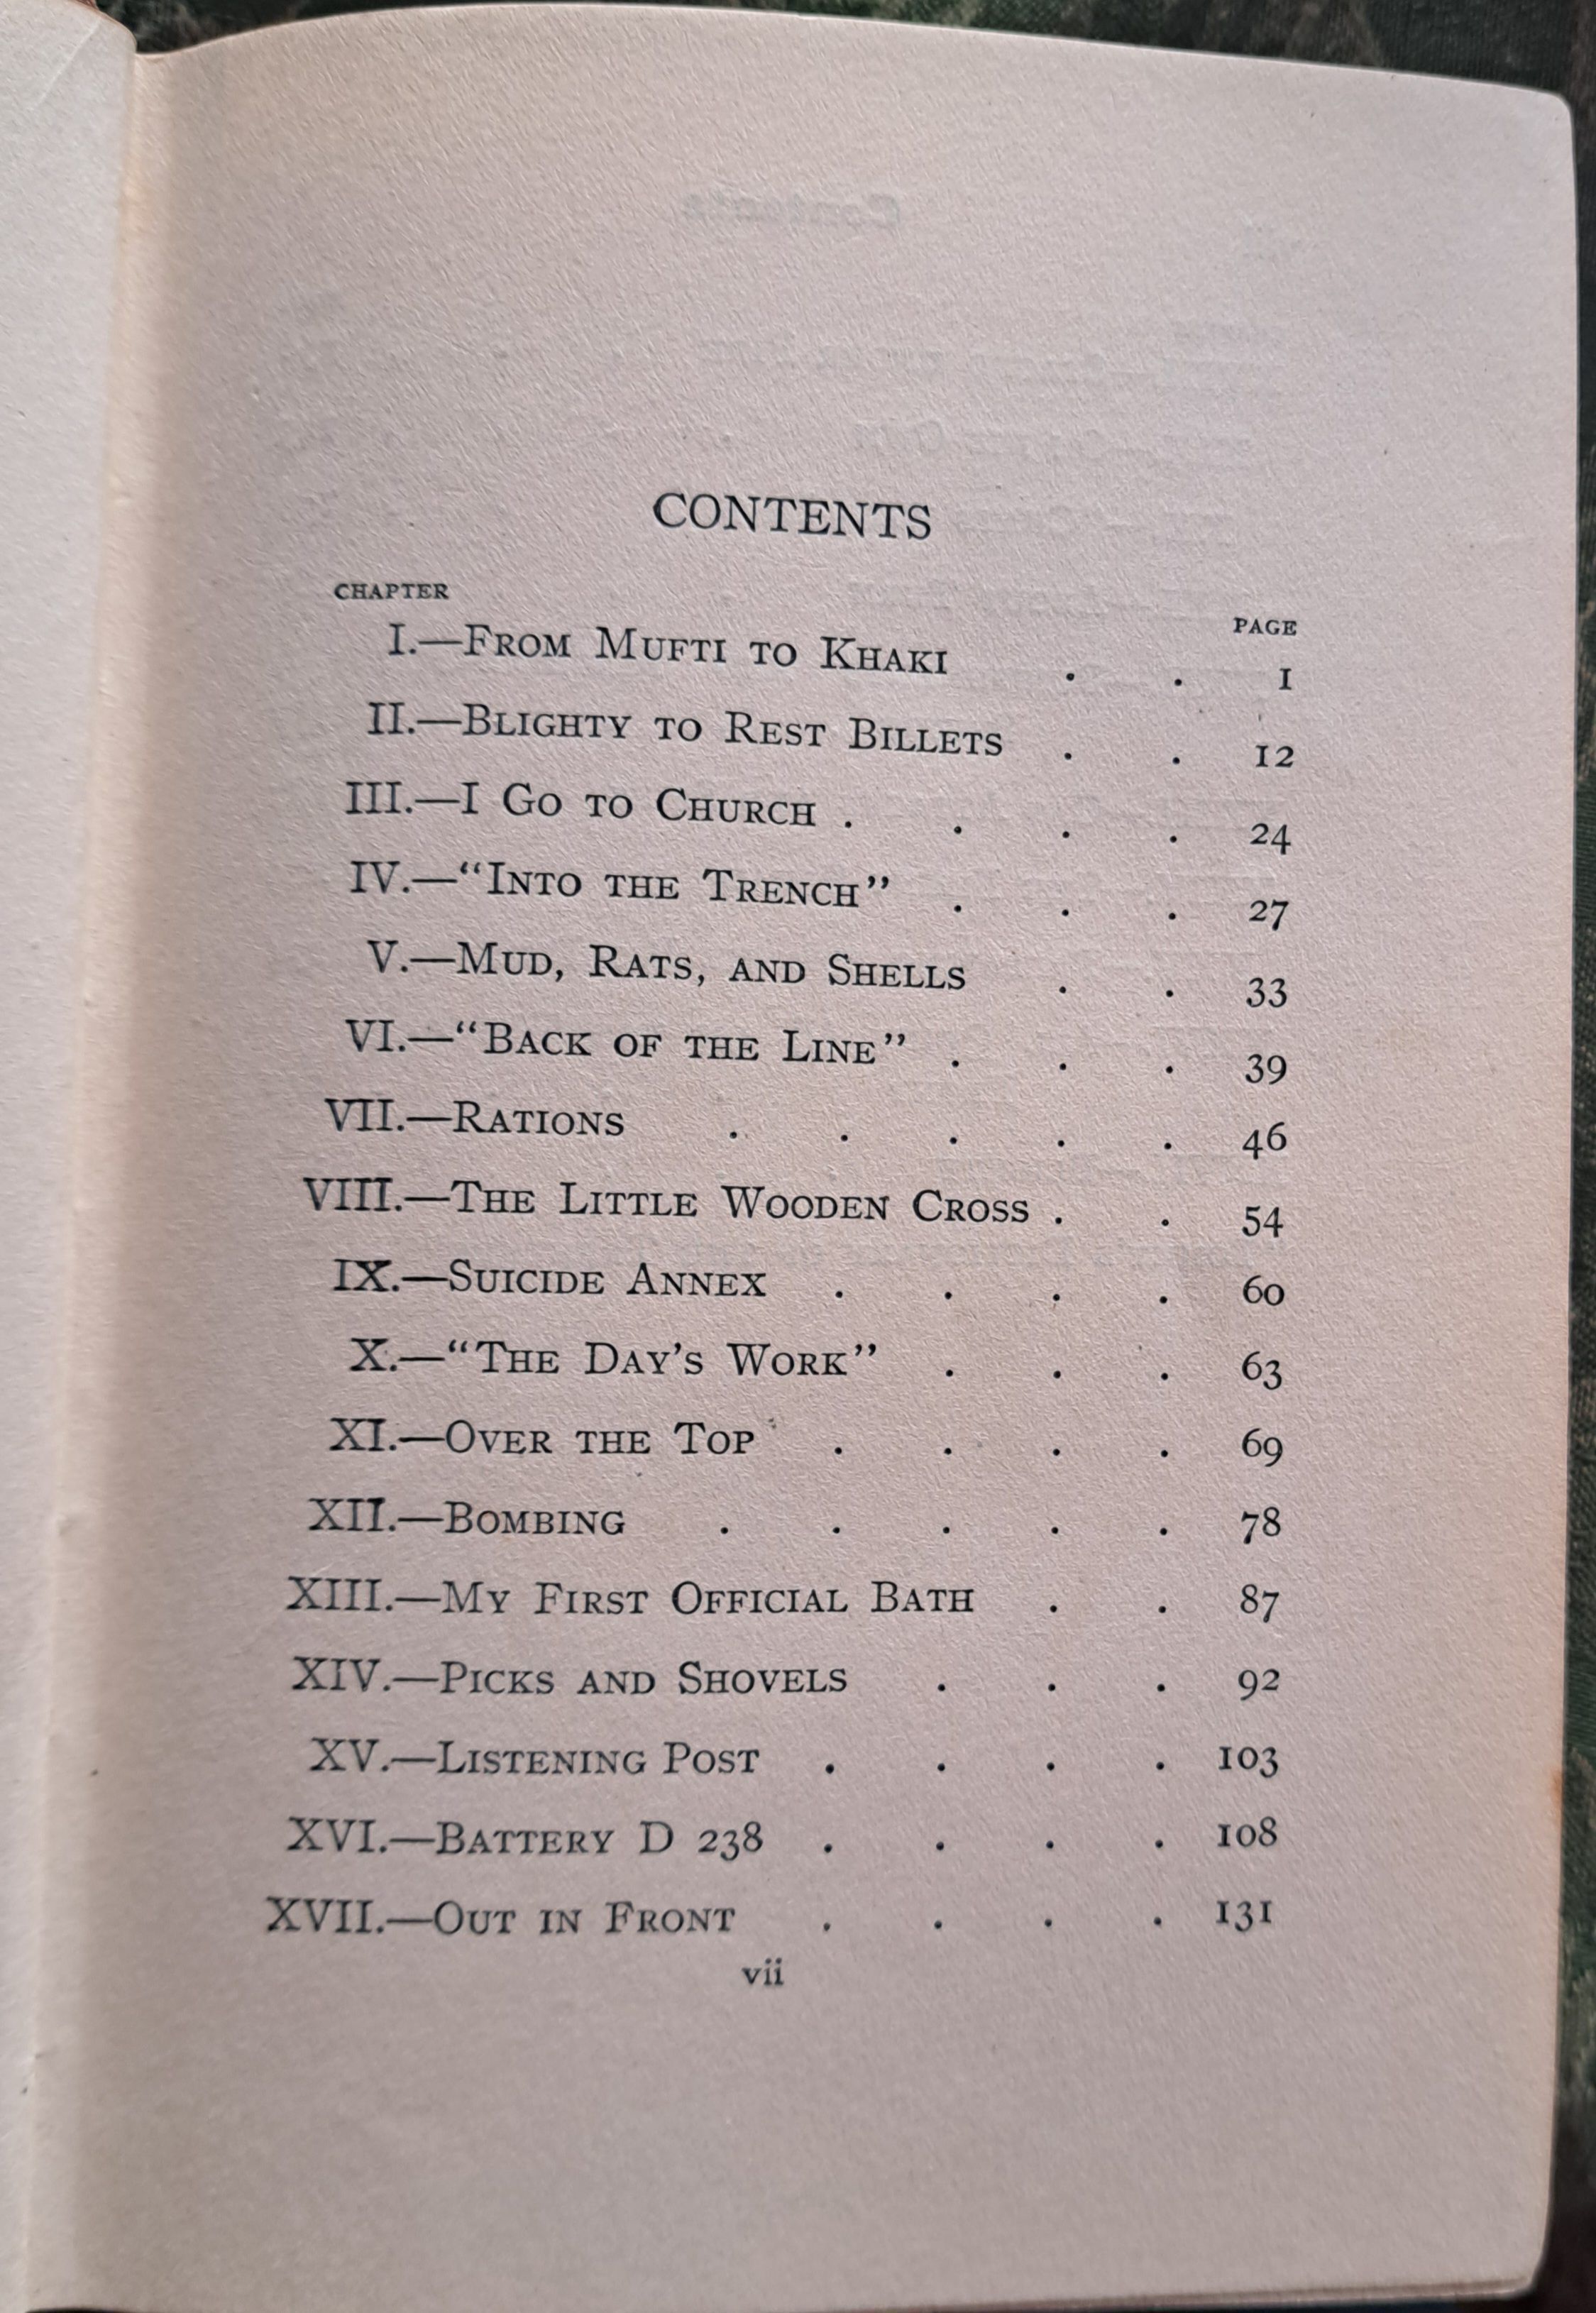 CONTENTS
CHAPTER
PAGE
I.—From Mufti to Khaki . . 1
II.—Blighty to Rest Billets . . 12
III.—I Go to Church . . . . 24
IV.—“Into the Trench” . . . 27
V.—Mud, Rats, and Shells . . 33
VI.—“Back of the Line” . . . 39
VII.—Rations . . . . . 46
VIII.—The Little Wooden Cross . . 54
IX.—Suicide Annex . . . . 60
X.—“The Day’s Work” . . . 63
XI.—Over the Top . . . . 69
XII.—Bombing . . . . . 78
XIII.—My First Official Bath . . 87
XIV.—Picks and Shovels . . . 92
XV.—Listening Post . . . . 103
XVI.—Battery D 238 . . . . 108
XVII.—Out in Front . . . . 131
vii